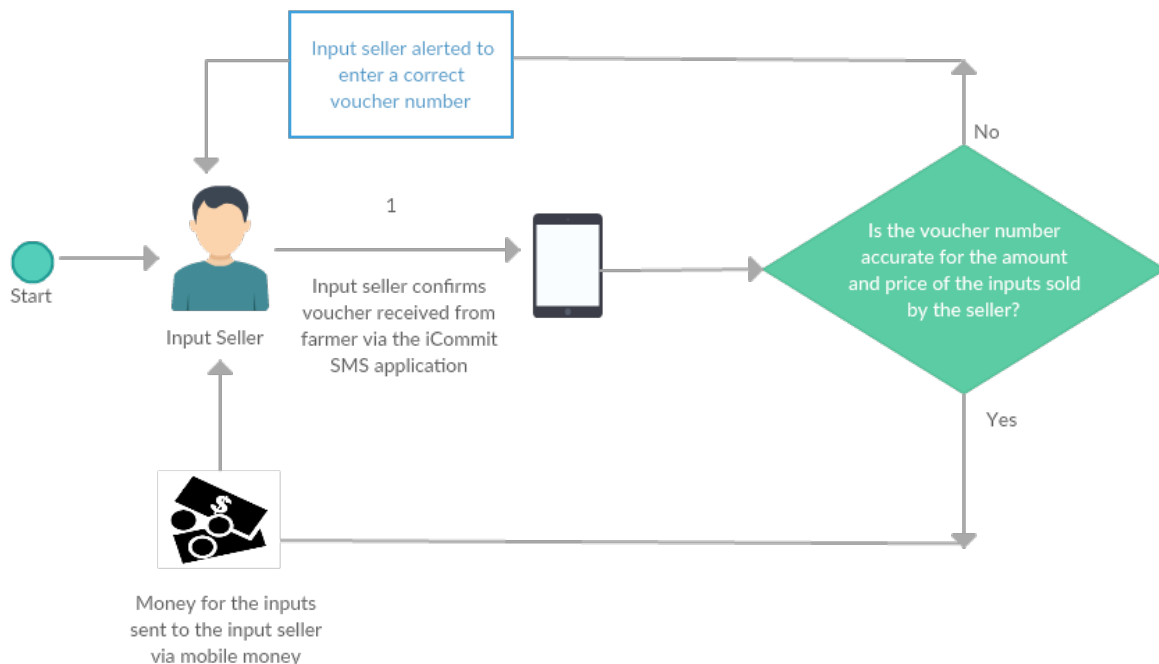 Input seller alerted to
enter a correct
voucher number
No
1
Is the voucher number
accurate for the amount
and price of the inputs sold
by the seller?
Start
Input seller confirms
voucher received from
farmer via the iCommit
SMS application
Input Seller
Yes
$
Money for the inputs
sent to the input seller
via mobile money